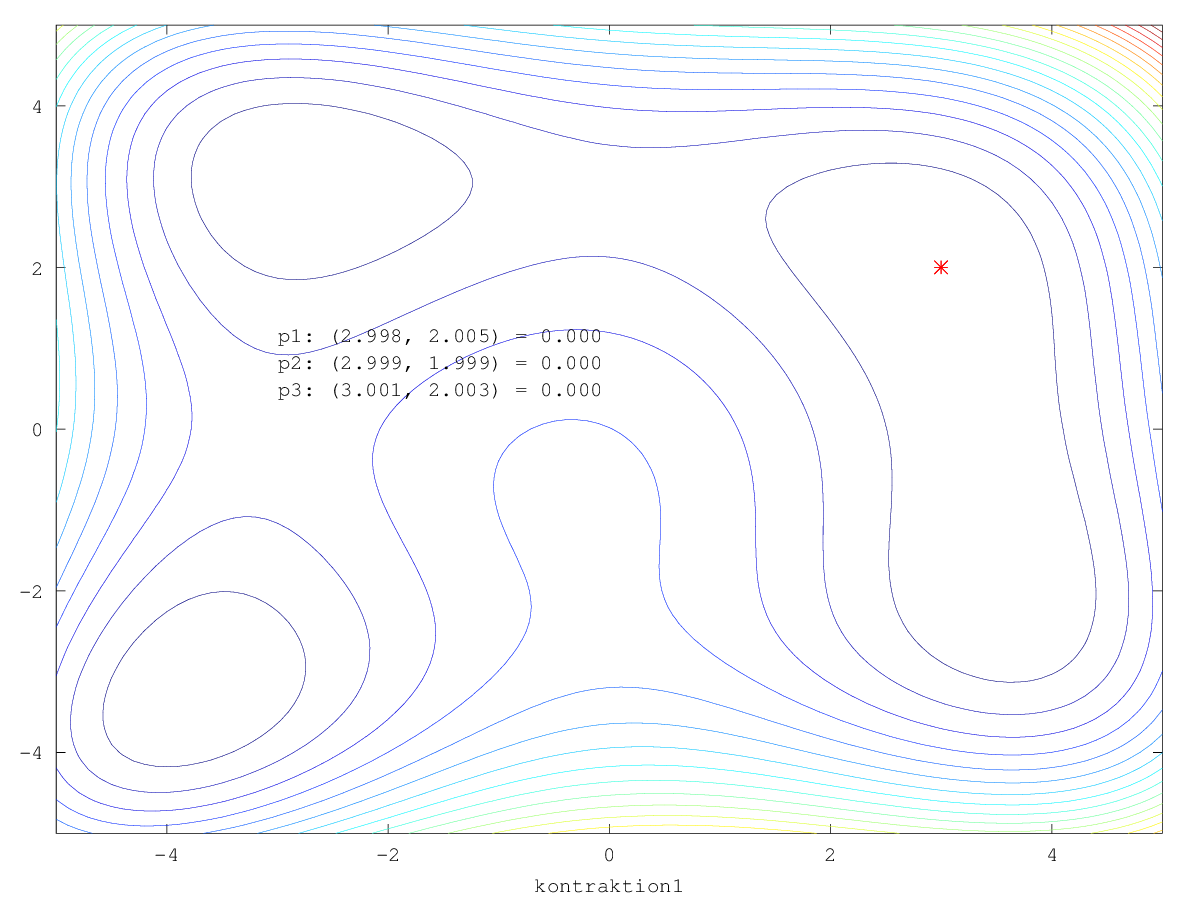 4
2
0
-2
-4
p1: (2.998, 2.005) = 0.000
p2: (2.999, 1.999) = 0.000
p3: (3.001, 2.003) = 0.000
-4 -2 0 2 4
kontraktion1